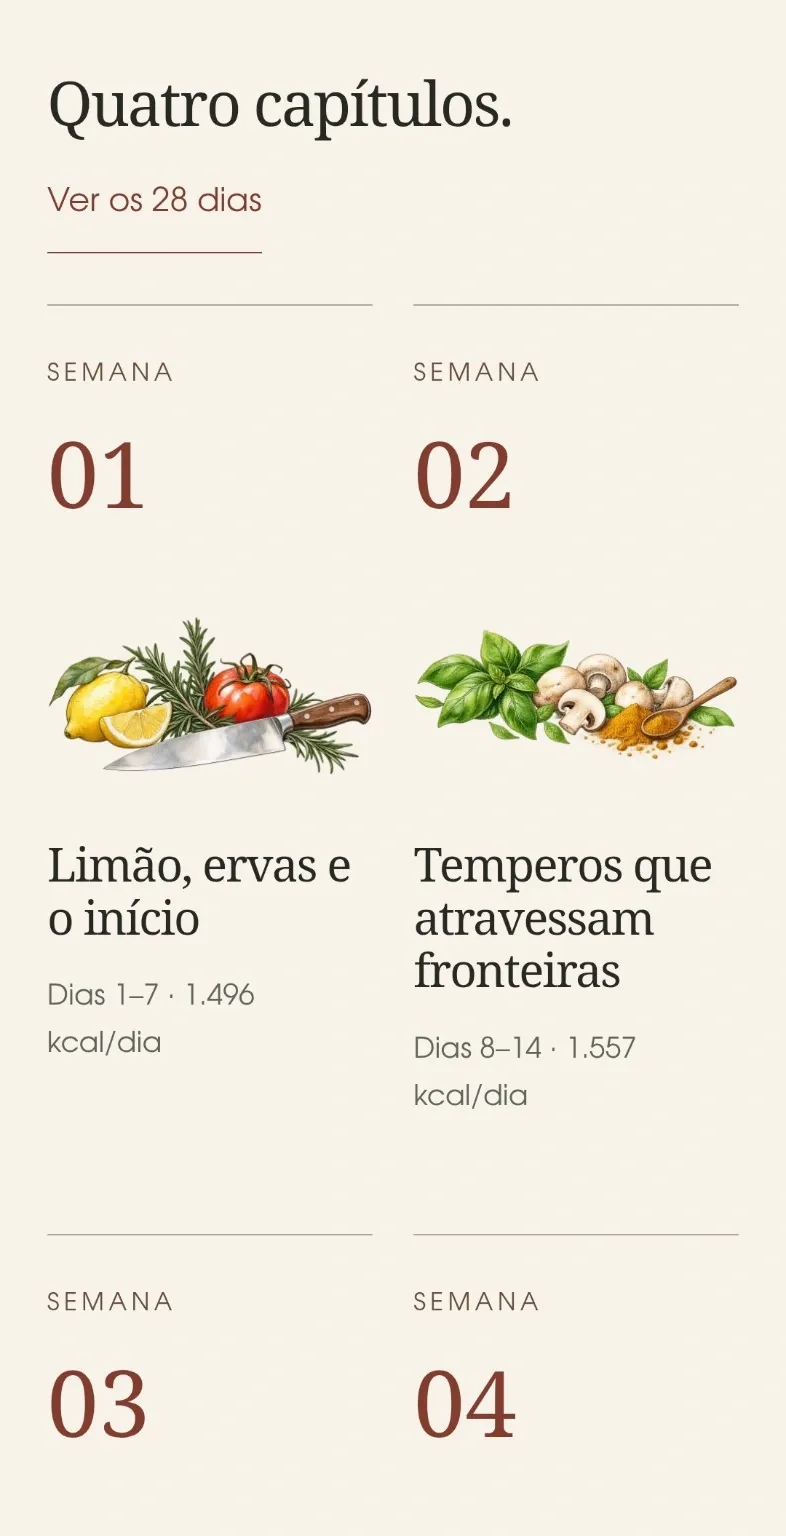 Quatro capítulos.
Ver os 28 dias
SEMANA
01
Limão, ervas e
o início
Dias 1–7 · 1.496
kcal/dia
SEMANA
02
Temperos que
atravessam
fronteiras
Dias 8–14 · 1.557
kcal/dia
SEMANA
03
SEMANA
04